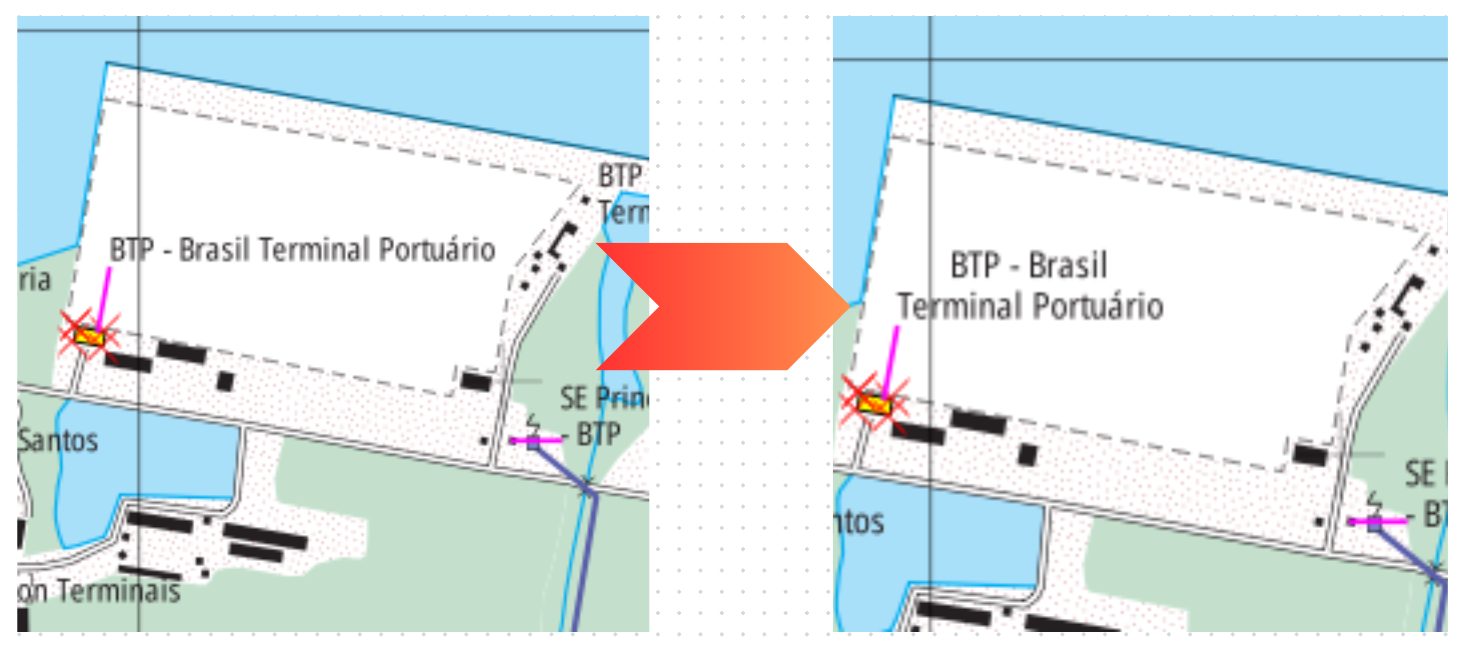 BTP
Term
BTP - Brasil Terminal Portuário
ria
SE Prin
- BTP
Santos
on Terminais
BTP - Brasil
Terminal Portuário
SE
- BT
ntos